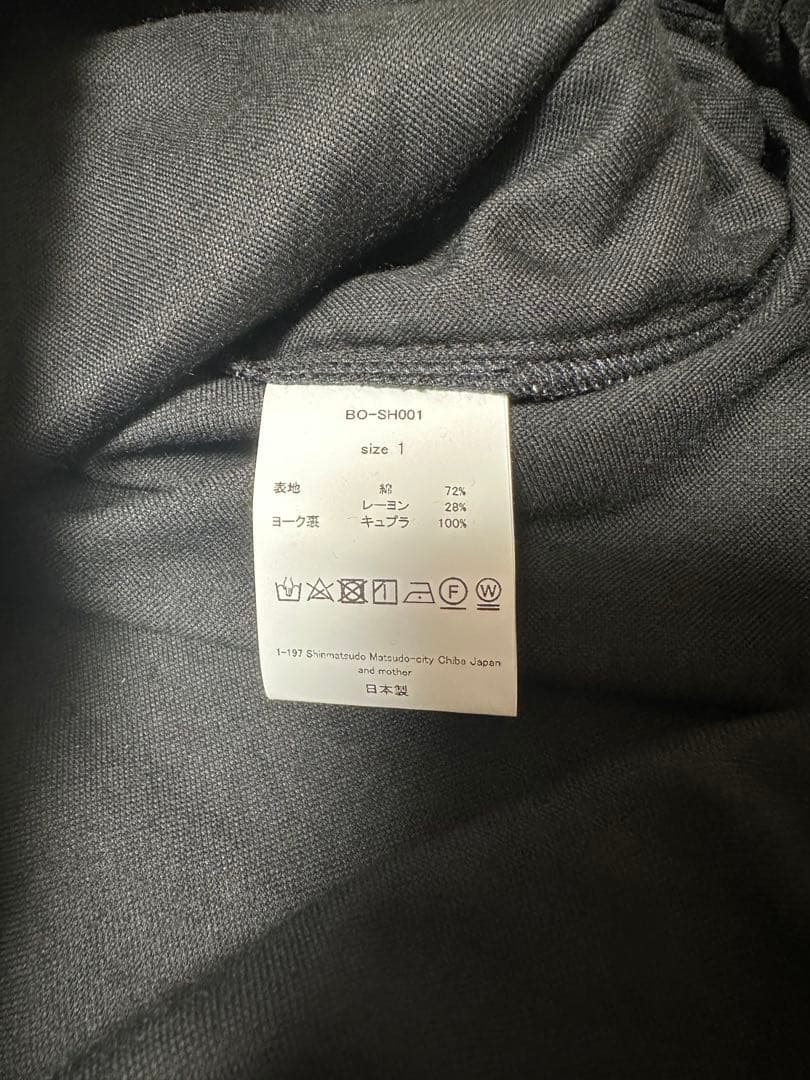 BO-SH001
size 1
表地 綿 72%
レーヨン 28%
ヨーク裏 キュプラ 100%
F W
1-197 Shinmatsudo Matsudo-city Chiba Japan
and mother
日本製